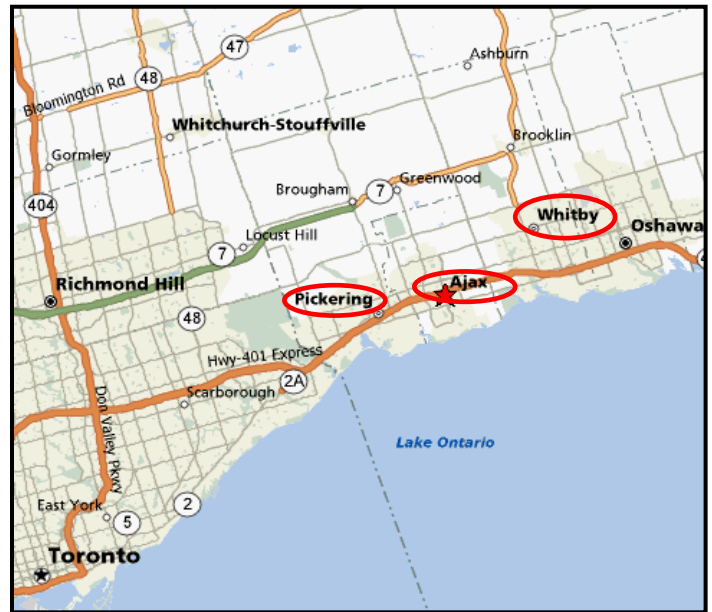 47
Ashburn
48
Bloomington Rd
Whitchurch-Stouffville
Brooklin
Gormley
Greenwood
Brougham
7
404
Whitby
Oshawa
Locust Hill
7
4
Richmond Hill
Ajax
Pickering
48
Hwy-401 Express
2A
Scarborough
Don Valley Pkwy
Lake Ontario
East York
2
5
Toronto